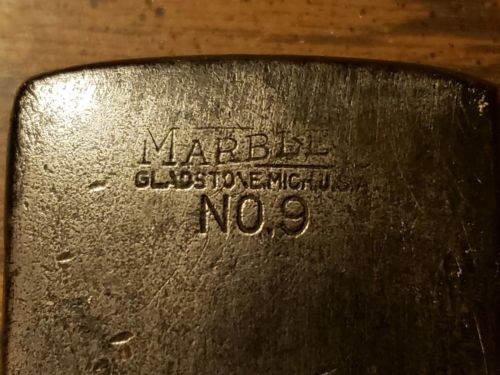 MARBLE
GLADSTONE, MICH. U.S.A.
NO. 9